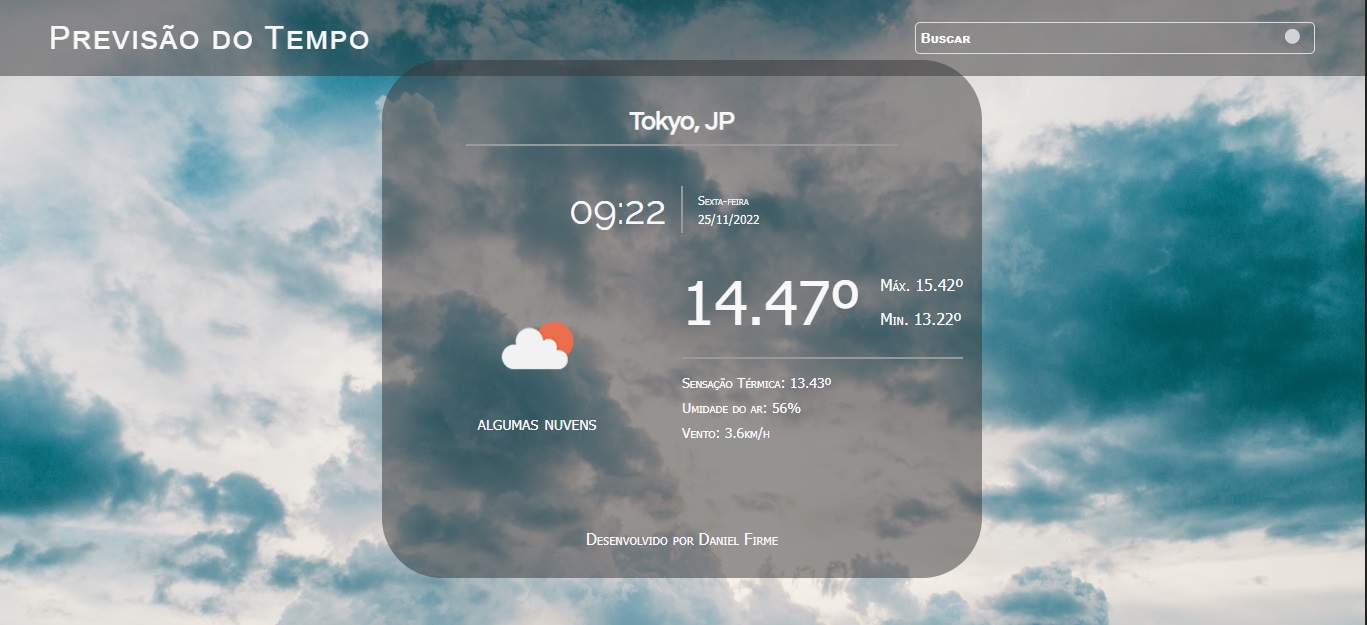 Previsão do Tempo
Buscar
Tokyo, JP
09:22
Sexta-feira
25/11/2022
14.47º
Máx. 15.42º
Min. 13.22º
Sensação Térmica: 13.43º
Umidade do ar: 56%
Vento: 3.6km/h
algumas nuvens
Desenvolvido por Daniel Firme